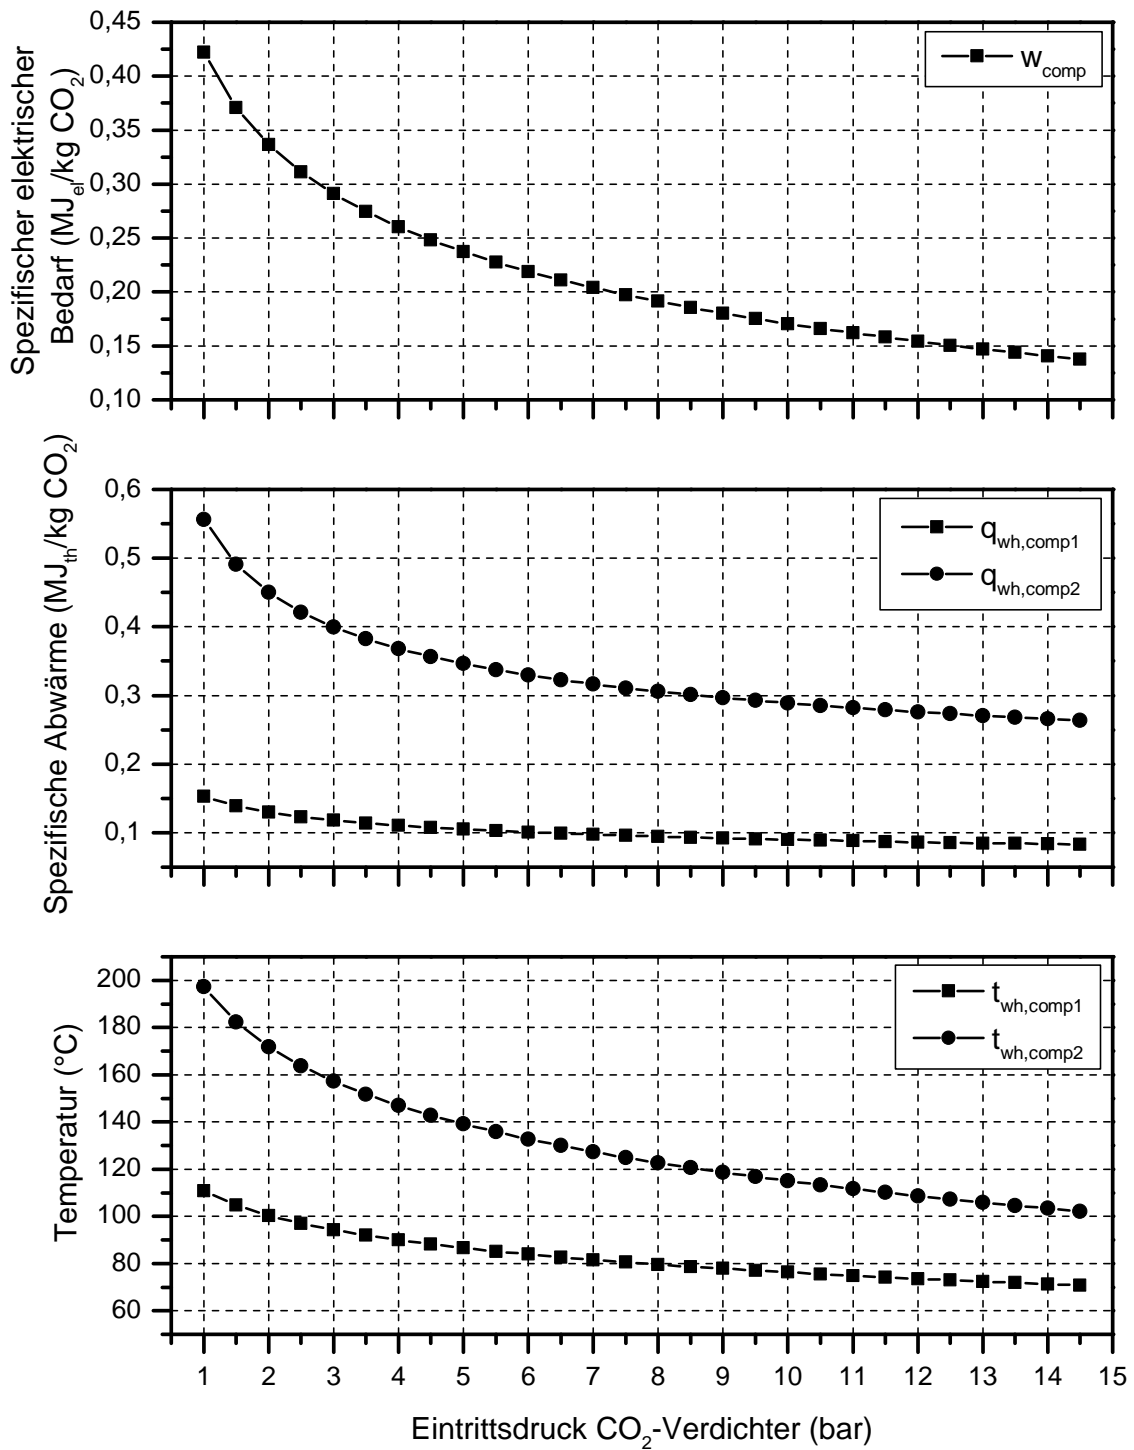 Spezifischer elektrischer
Bedarf (MJel/kg CO2)
0,45
0,40
0,35
0,30
0,25
0,20
0,15
0,10
wcomp
Spezifische Abwärme (MJth/kg CO2)
0,6
0,5
0,4
0,3
0,2
0,1
qwh,comp1
qwh,comp2
Temperatur (°C)
200
180
160
140
120
100
80
60
twh,comp1
twh,comp2
1 2 3 4 5 6 7 8 9 10 11 12 13 14 15
Eintrittsdruck CO2-Verdichter (bar)